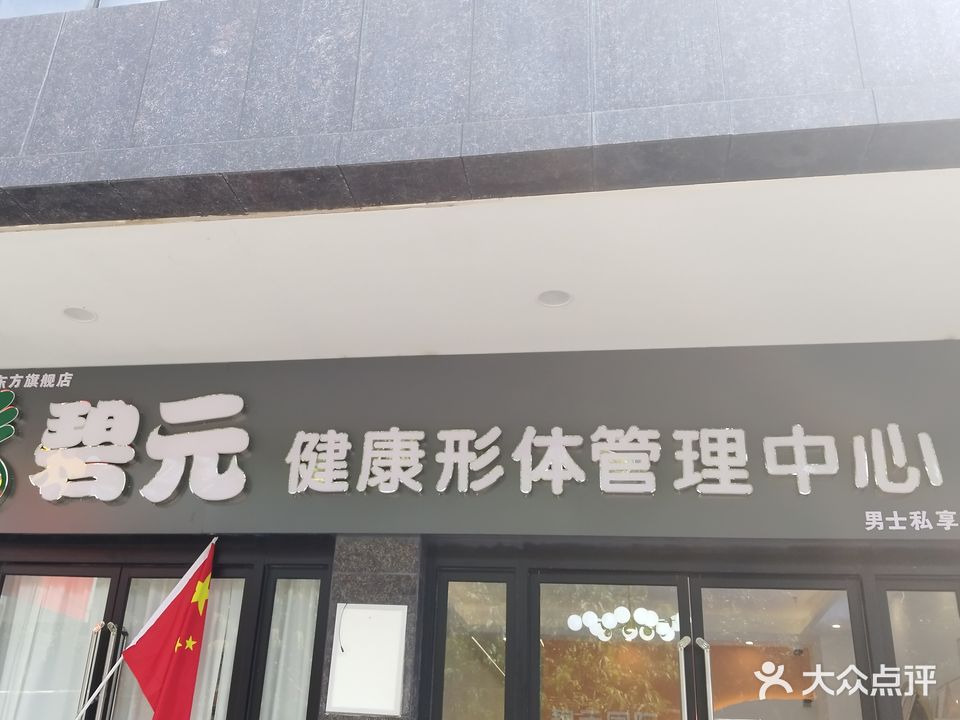 东方旗舰店
碧元 健康形体管理中心
男士私享
大众点评